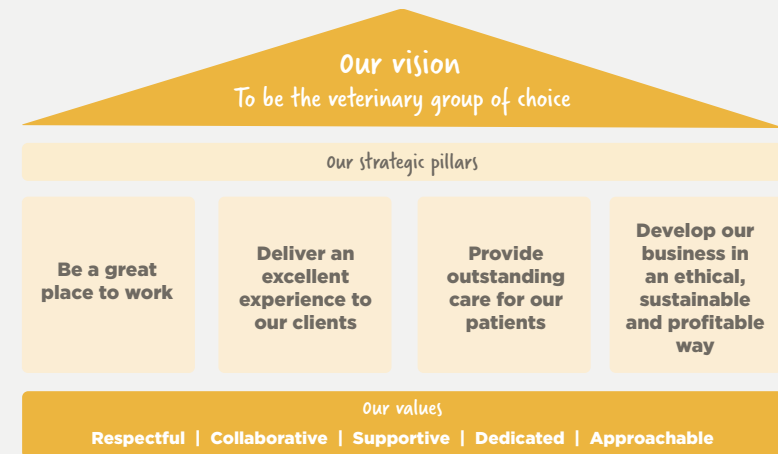 Our vision
To be the veterinary group of choice
Our strategic pillars
Be a great
place to work
Deliver an
excellent
experience to
our clients
Provide
outstanding
care for our
patients
Develop our
business in
an ethical,
sustainable
and profitable
way
Our values
Respectful | Collaborative | Supportive | Dedicated | Approachable